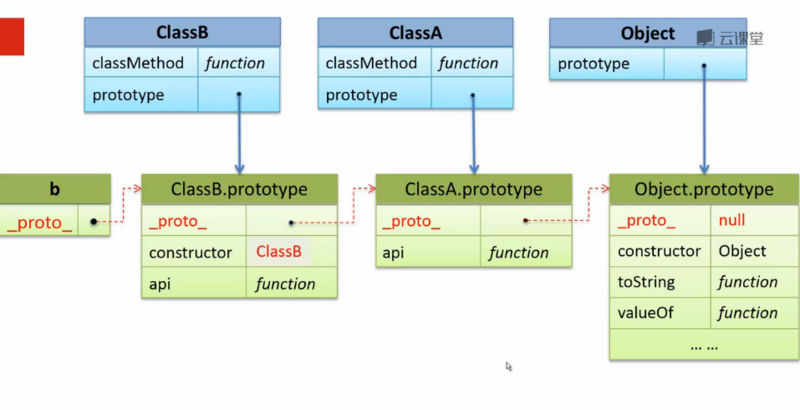 ClassB
classMethod function
prototype
ClassA
classMethod function
prototype
Object
云课堂
prototype
b
_proto_
ClassB.prototype
_proto_
constructor ClassB
api function
ClassA.prototype
_proto_
api function
Object.prototype
_proto_ null
constructor Object
toString function
valueOf function
... ...